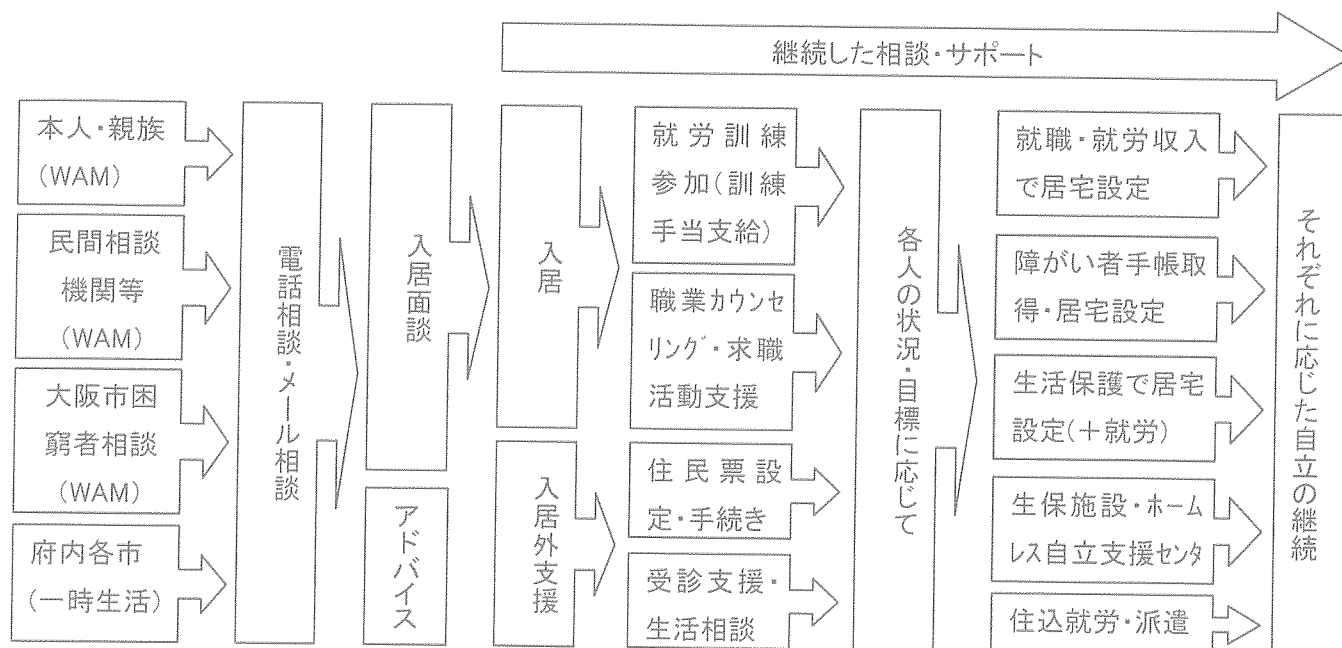 継続した相談・サポート
本人・親族
(WAM)
民間相談
機関等
(WAM)
大阪市困
窮者相談
(WAM)
府内各市
(一時生活)
電話相談・メール相談
入居面談
アドバイス
入居
入居外支援
就労訓練
参加(訓練
手当支給)
職業カウンセ
リング・求職
活動支援
住民票設
定・手続き
受診支援・
生活相談
各人の状況・目標に応じて
就職・就労収入
で居宅設定
障がい者手帳取
得・居宅設定
生活保護で居宅
設定(+就労)
生保施設・ホーム
レス自立支援センタ
住込就労・派遣
それぞれに応じた自立の継続